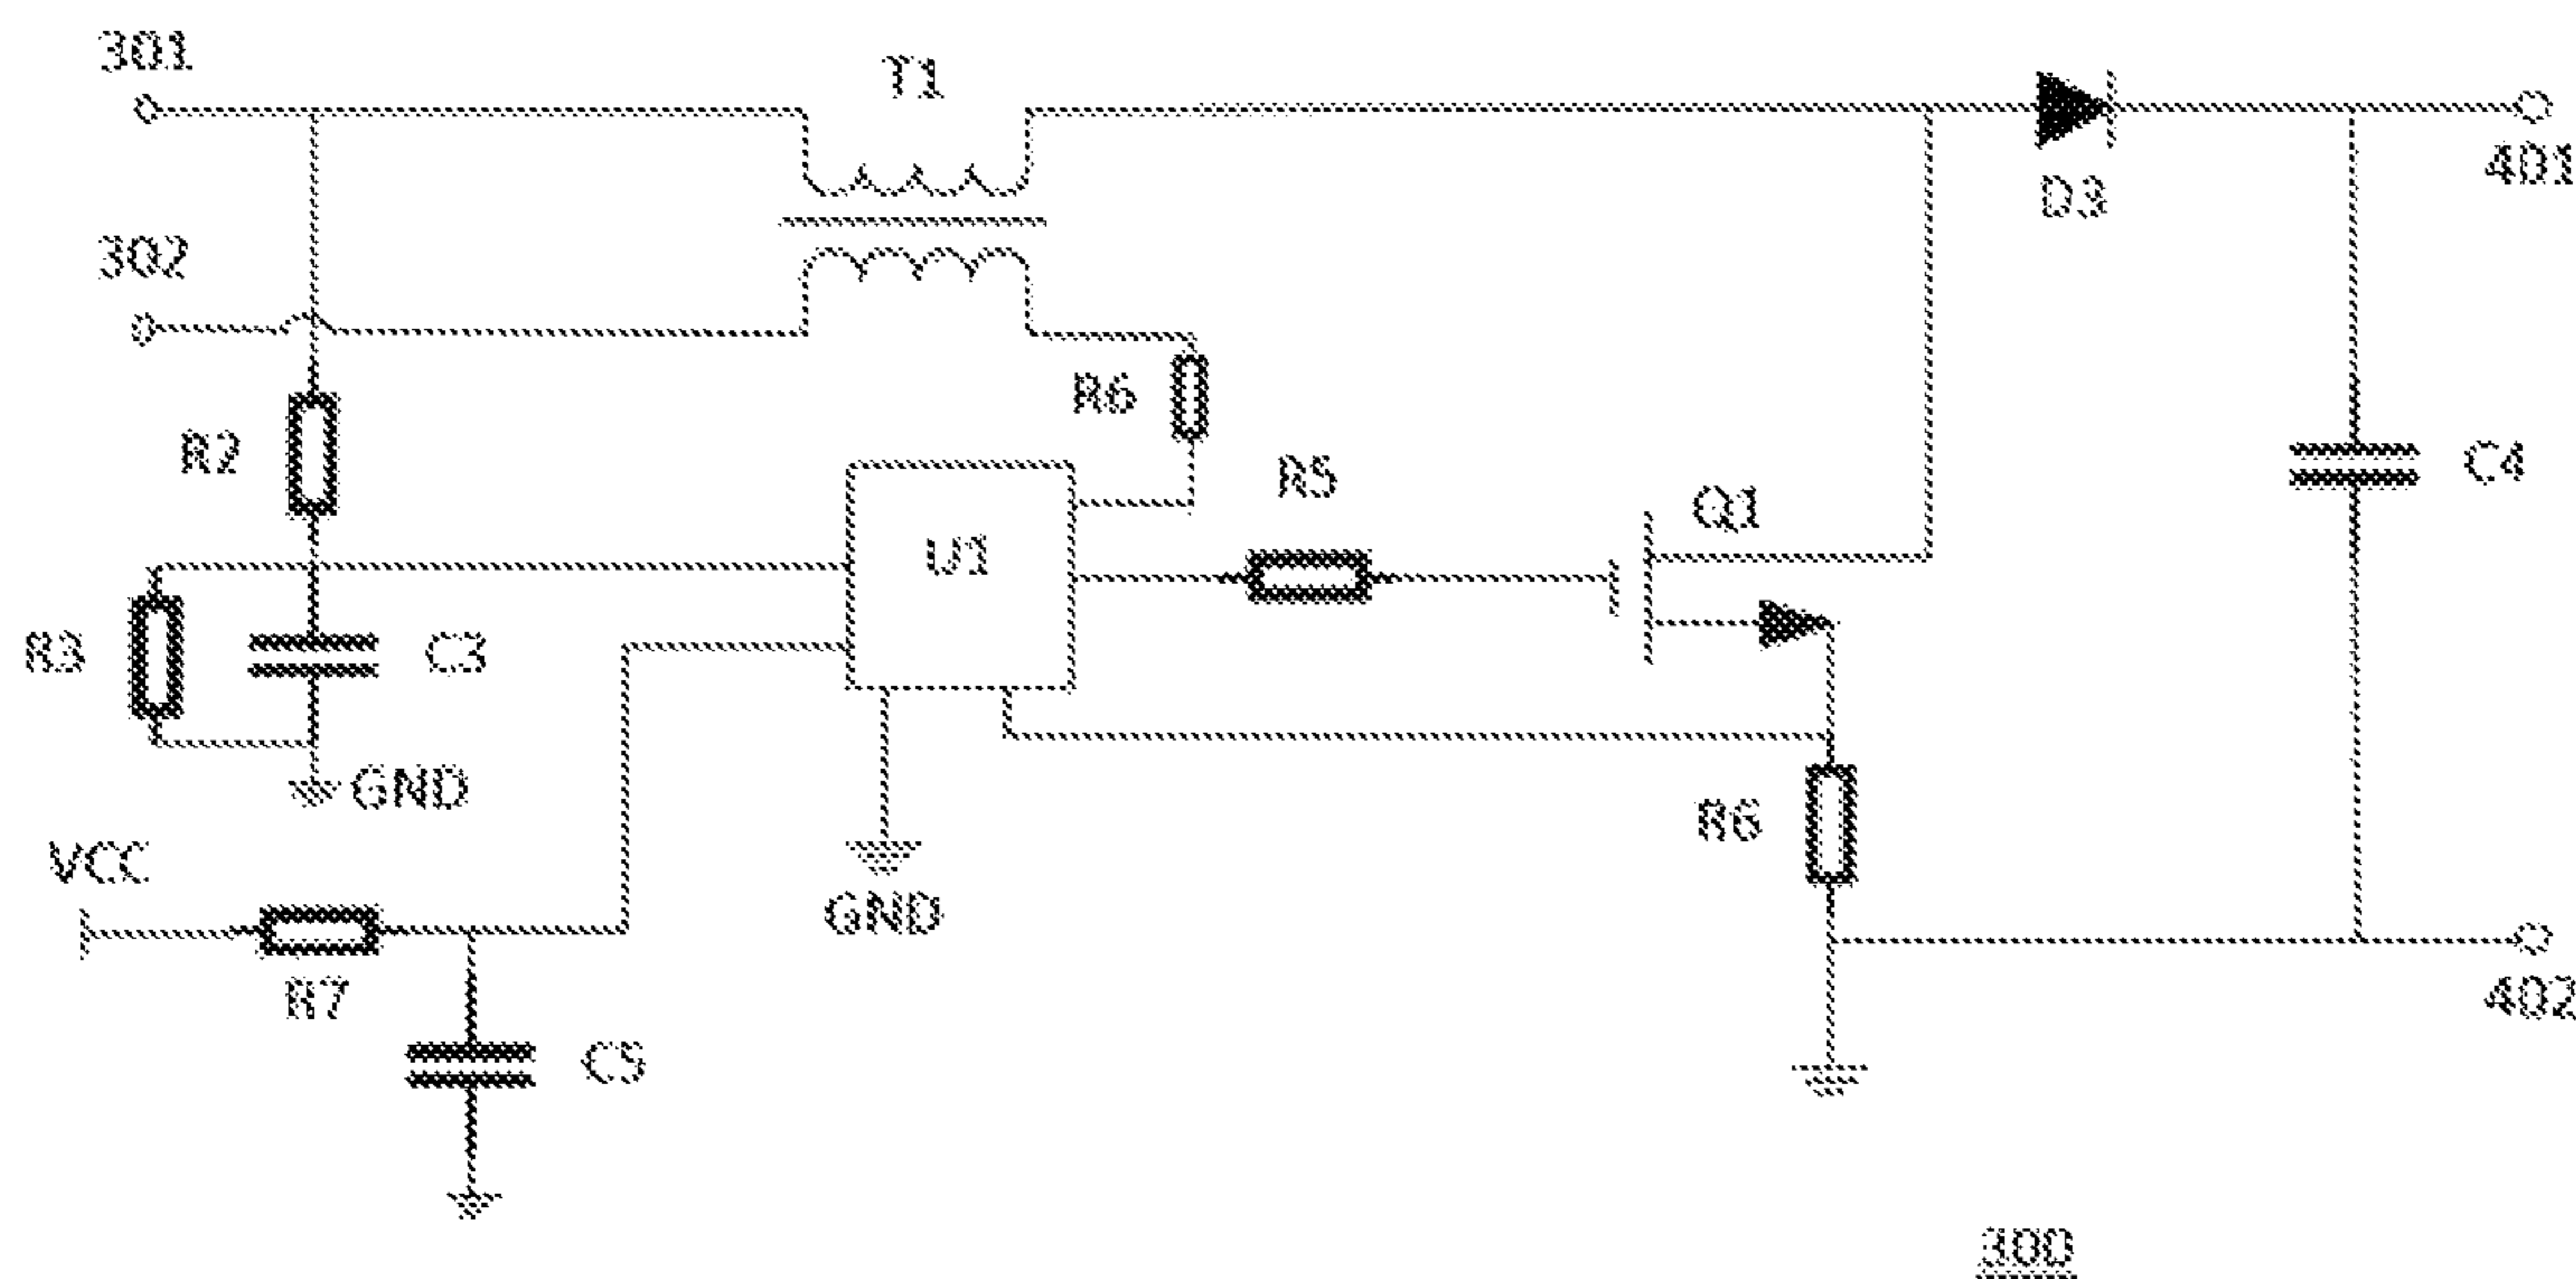 301
T1
401
D3
302
R6
R2
R5
Q1
C4
U1
R3
C3
GND
R6
VCC
GND
R7
402
C5
300